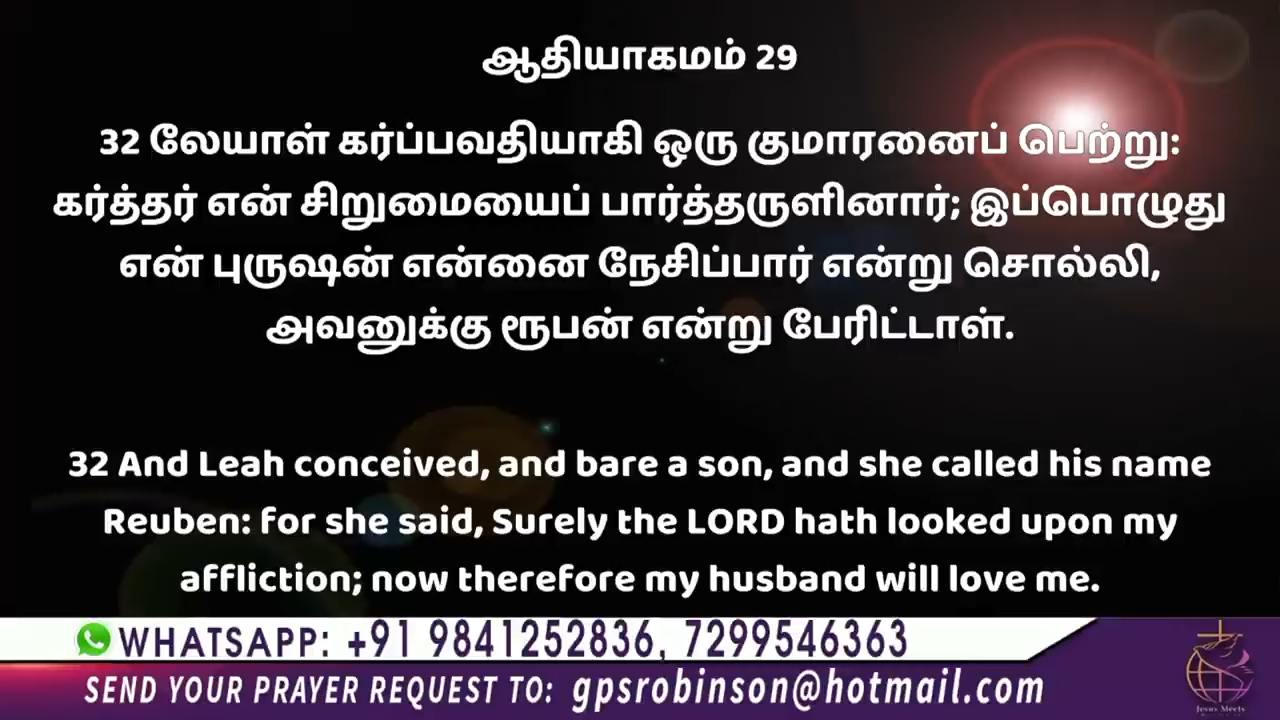 ஆதியாகமம் 29
32 லேயாள் கர்ப்பவதியாகி ஒரு குமாரனைப் பெற்று:
கர்த்தர் என் சிறுமையைப் பார்த்தருளினார்; இப்பொழுது
என் புருஷன் என்னை நேசிப்பார் என்று சொல்லி,
அவனுக்கு ரூபன் என்று பேரிட்டாள்.
32 And Leah conceived, and bare a son, and she called his name
Reuben: for she said, Surely the LORD hath looked upon my
affliction; now therefore my husband will love me.
WHATSAPP: +91 9841252836, 7299546363
SEND YOUR PRAYER REQUEST TO: gpsrobinson@hotmail.com
Jesus Meets